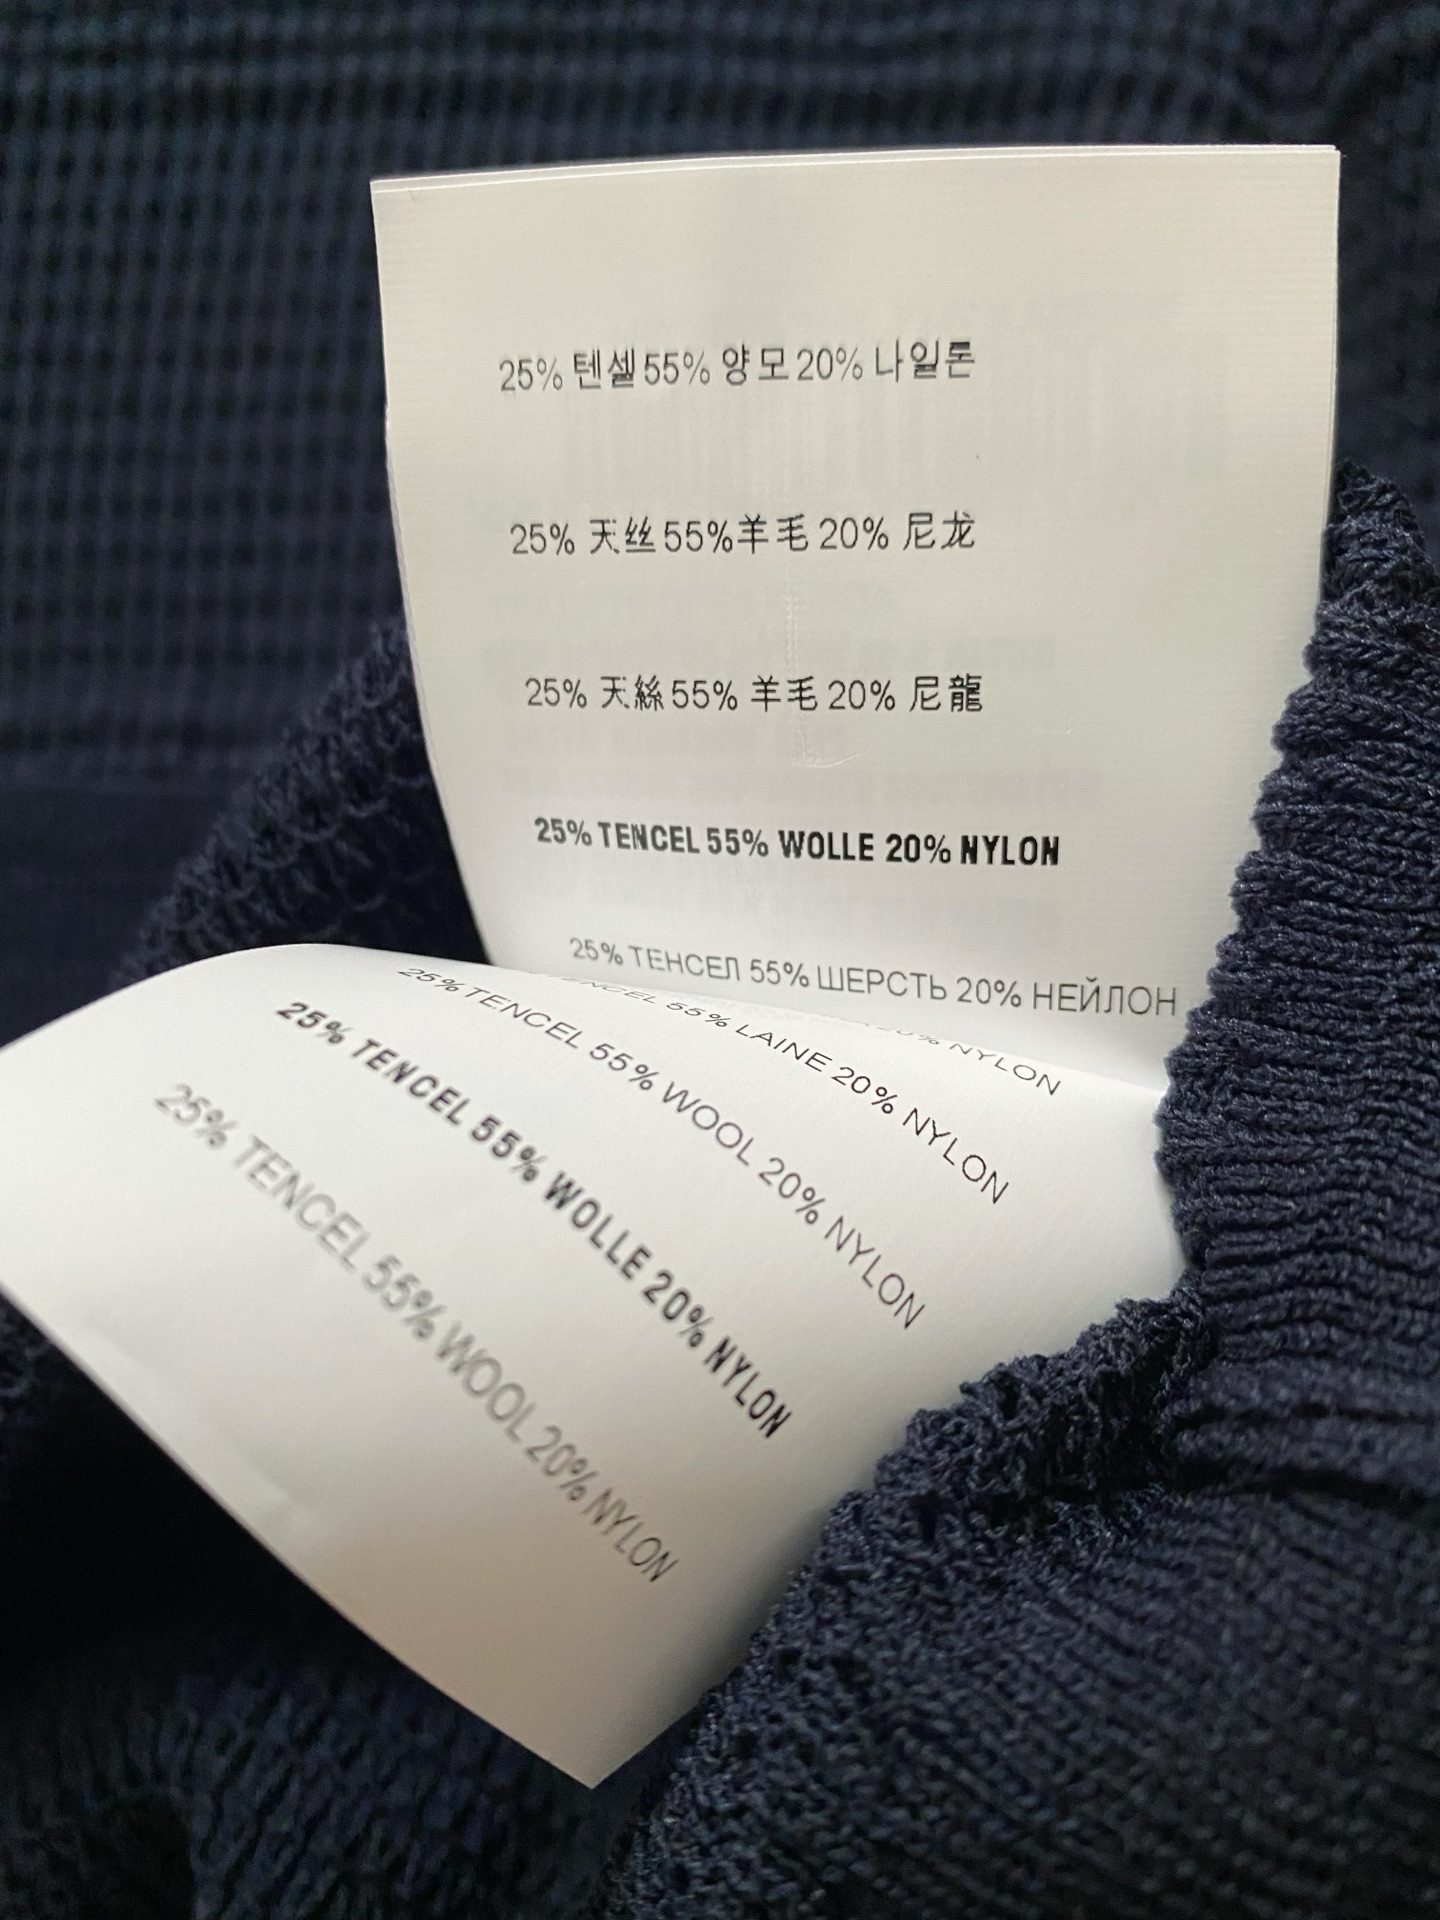 25% 텐셀 55% 양모 20% 나일론
25% 天丝 55% 羊毛 20% 尼龙
25% 天絲 55% 羊毛 20% 尼龍
25% TENCEL 55% WOLLE 20% NYLON
25% ТЕНСЕЛ 55% ШЕРСТЬ 20% НЕЙЛОН
20% NYLON
55% LAINE 20% NYLON
25% TENCEL 55% WOOL 20% NYLON
25% TENCEL 55% WOLLE 20% NYLON
25% TENCEL 55% WOOL 20% NYLON